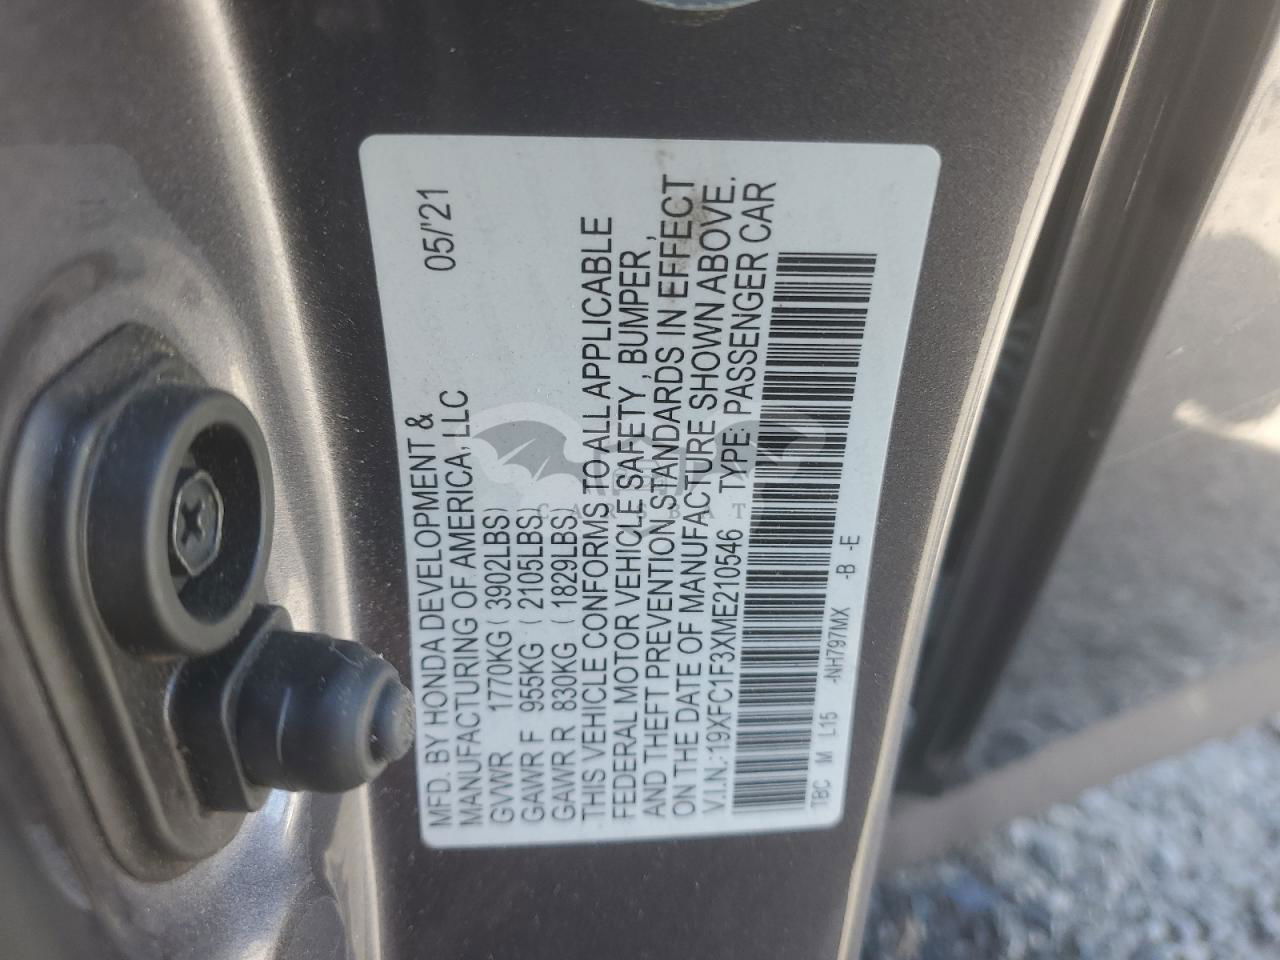 MFD. BY HONDA DEVELOPMENT &
MANUFACTURING OF AMERICA, LLC 05/'21
GVWR 1770KG ( 3902LBS)
GAWR F 955KG ( 2105LBS)
GAWR R 830KG ( 1829LBS)
THIS VEHICLE CONFORMS TO ALL APPLICABLE
FEDERAL MOTOR VEHICLE SAFETY , BUMPER ,
AND THEFT PREVENTION STANDARDS IN EFFECT
ON THE DATE OF MANUFACTURE SHOWN ABOVE.
V.I.N.:19XFC1F3XME210546 TYPE: PASSENGER CAR
TBC M L15 -NH797MX -B -E
CARSBAT